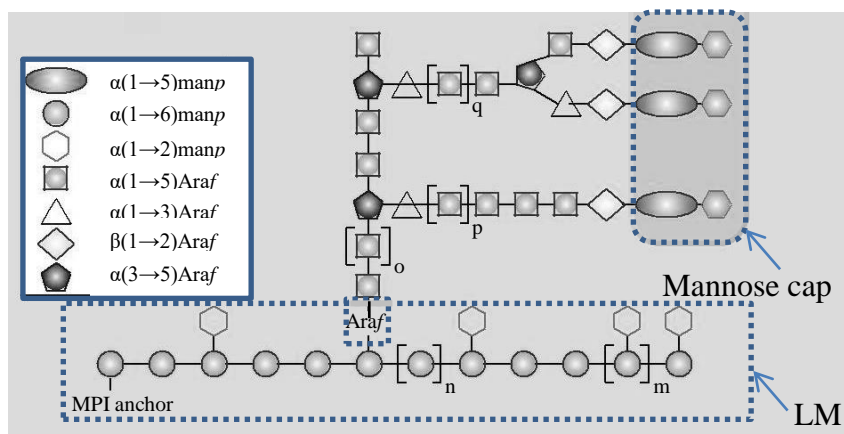 α(1→5)manp
α(1→6)manp
α(1→2)manp
α(1→5)Araf
α(1→3)Araf
β(1→2)Araf
α(3→5)Araf
q
p
o
Mannose cap
Araf
n
m
MPI anchor
LM